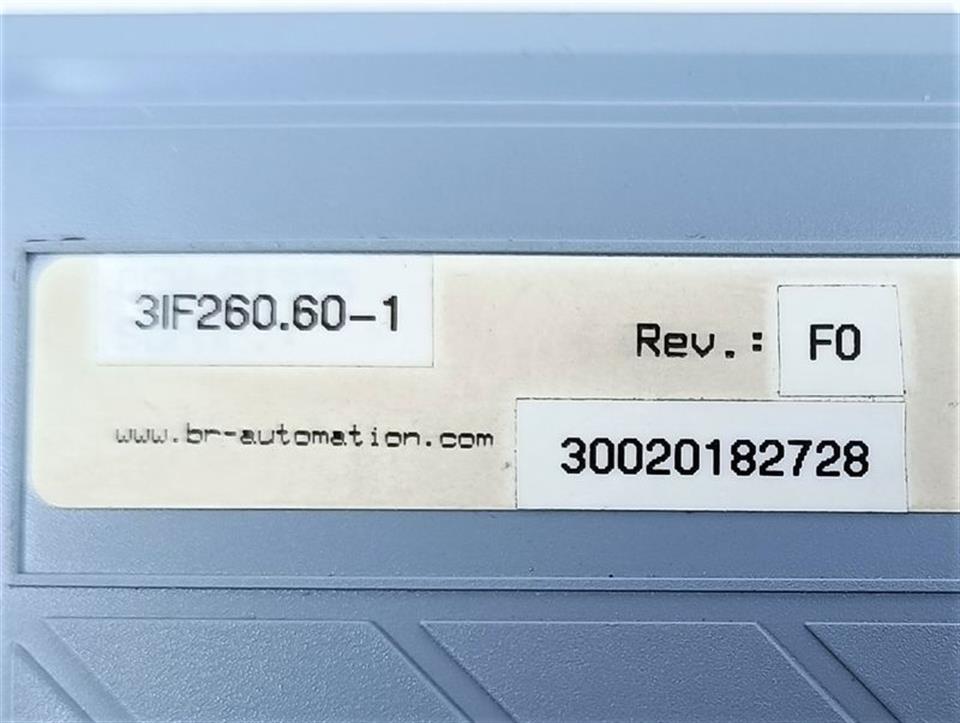 3IF260.60-1
Rev.: F0
www.br-automation.com
30020182728